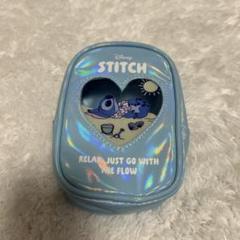 Disney
STITCH
RELAX, JUST GO WITH
THE FLOW